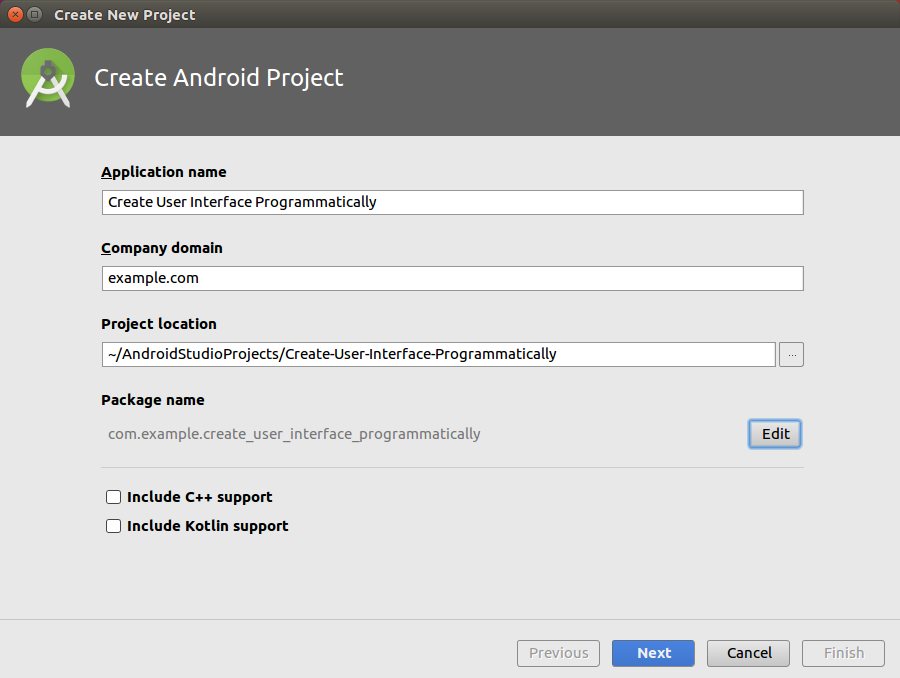 Create New Project
Create Android Project
Application name
Create User Interface Programmatically
Company domain
example.com
Project location
~/AndroidStudioProjects/Create-User-Interface-Programmatically
...
Package name
com.example.create_user_interface_programmatically
Edit
Include C++ support
Include Kotlin support
Previous Next Cancel Finish